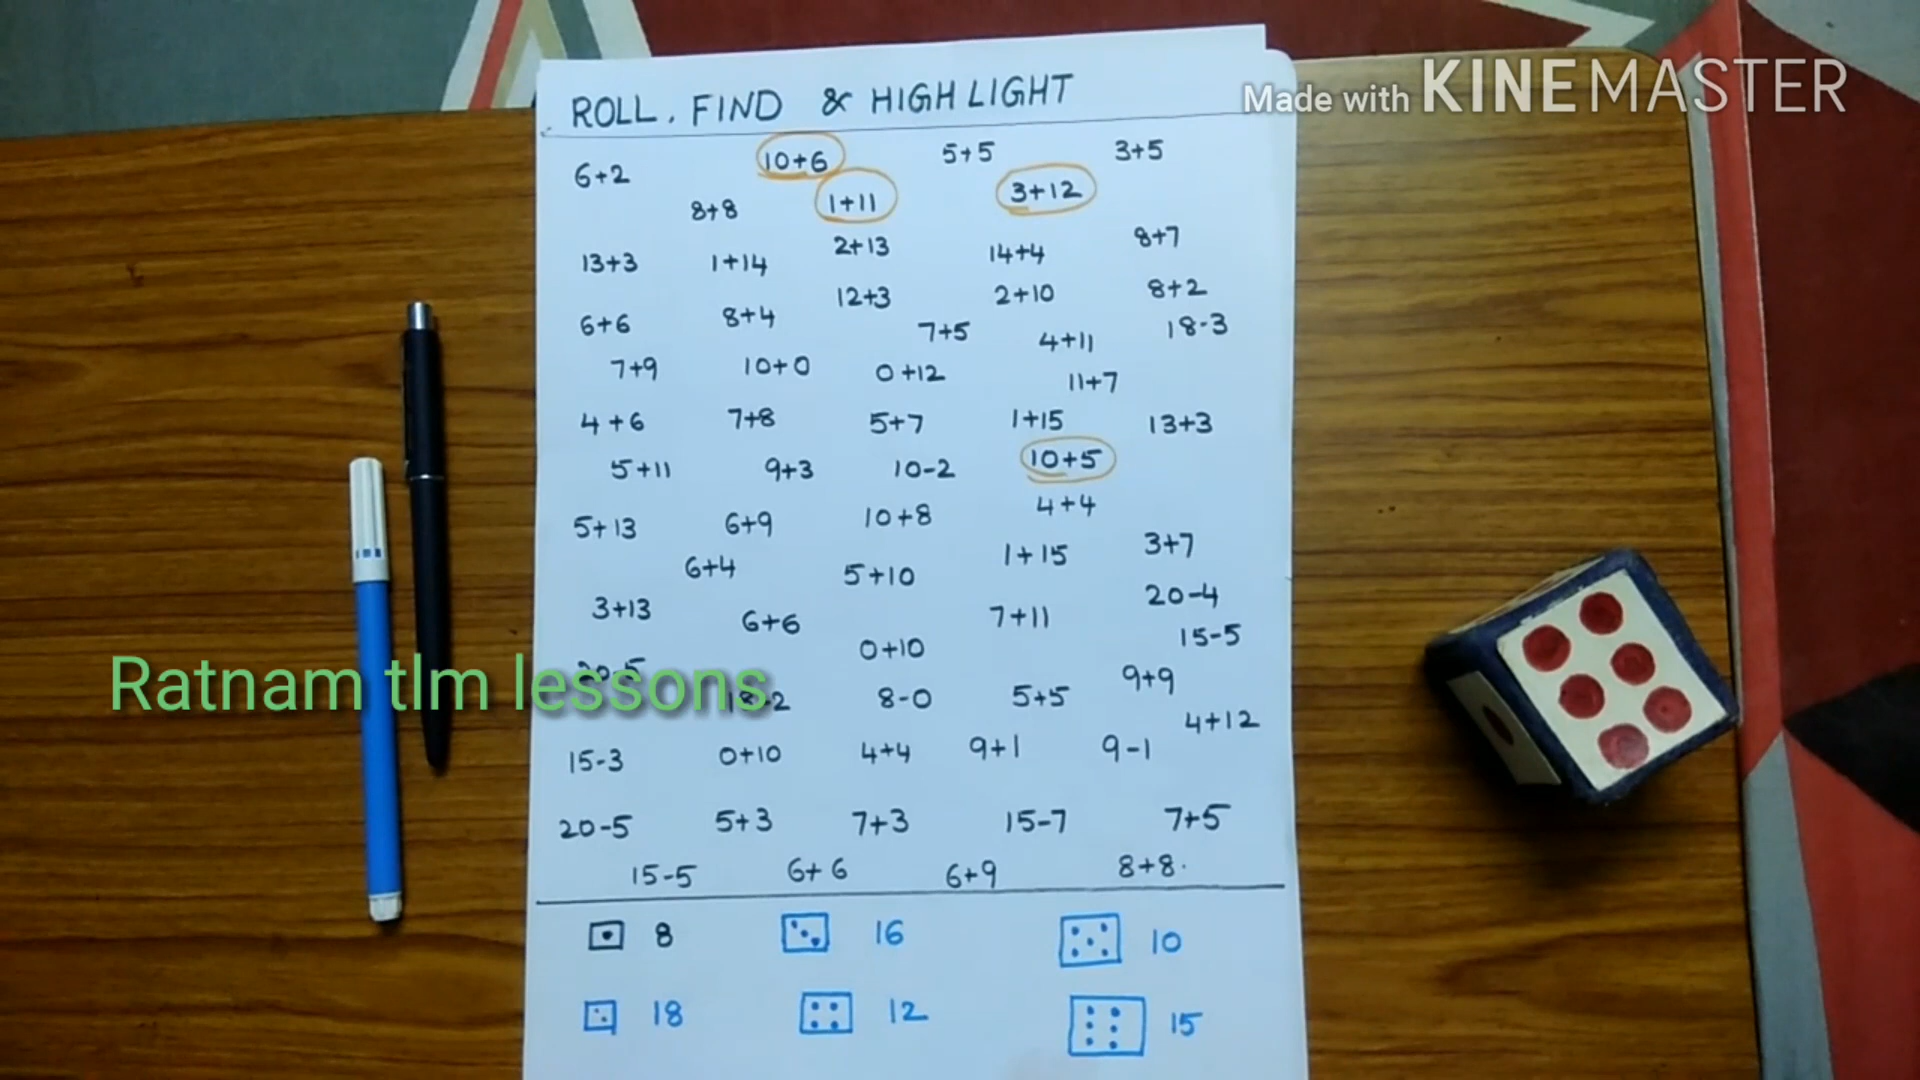 ROLL, FIND & HIGHLIGHT
Made with KINEMASTER
6+2 10+6 5+5 3+5
8+8 1+11 3+12
13+3 1+14 2+13 14+4 8+7
12+3 2+10 8+2
6+6 8+4 7+5 4+11 18-3
7+9 10+0 0+12 11+7
4+6 7+8 5+7 1+15 13+3
5+11 9+3 10-2 10+5
5+13 6+9 10+8 4+4
6+4 5+10 1+15 3+7
3+13 6+6 7+11 20-4
0+10 15-5
20-5 18-2 8-0 5+5 9+9
Ratnam tlm lessons
4+12
15-3 0+10 4+4 9+1 9-1
20-5 5+3 7+3 15-7 7+5
15-5 6+6 6+9 8+8.
8 16 10
18 12 15